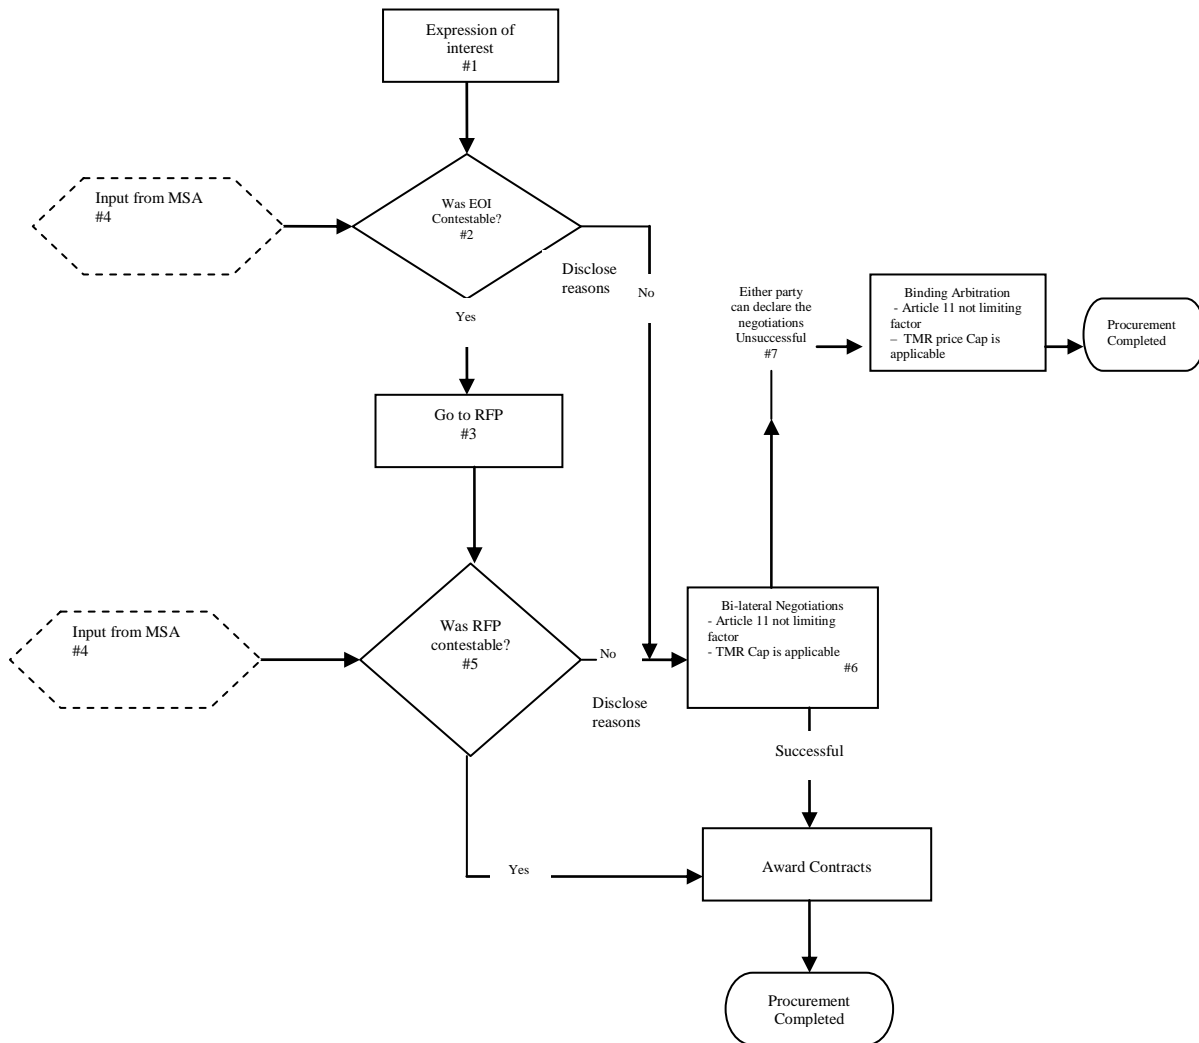 Expression of
interest
#1
Input from MSA
#4
Was EOI
Contestable?
#2
Disclose
reasons
No
Yes
Either party
can declare the
negotiations
Unsuccessful
#7
Binding Arbitration
- Article 11 not limiting
factor
– TMR price Cap is
applicable
Procurement
Completed
Go to RFP
#3
Input from MSA
#4
Was RFP
contestable?
#5
No
Disclose
reasons
Bi-lateral Negotiations
- Article 11 not limiting
factor
- TMR Cap is applicable
#6
Successful
Yes
Award Contracts
Procurement
Completed